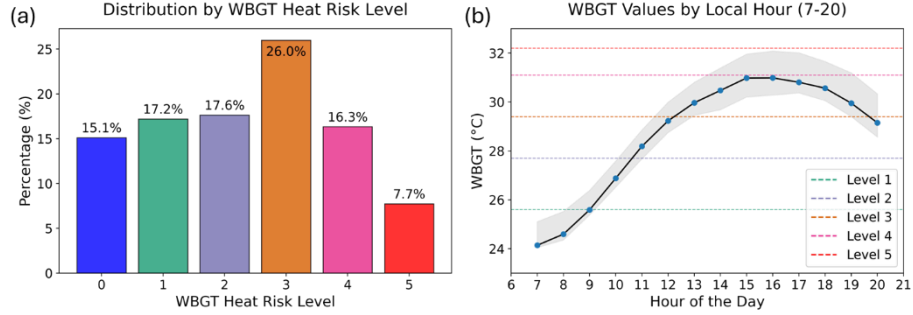 (a)
Distribution by WBGT Heat Risk Level
Percentage (%)
25
20
15
10
5
0
15.1%
17.2%
17.6%
26.0%
16.3%
7.7%
0 1 2 3 4 5
WBGT Heat Risk Level
(b)
WBGT Values by Local Hour (7-20)
WBGT (°C)
32
30
28
26
24
Level 1
Level 2
Level 3
Level 4
Level 5
6 7 8 9 10 11 12 13 14 15 16 17 18 19 20 21
Hour of the Day